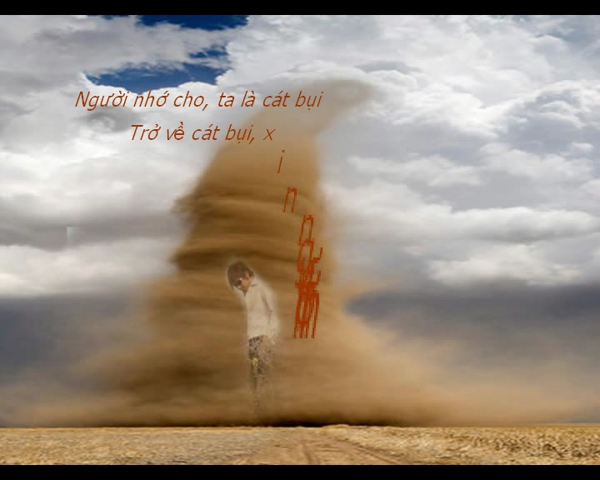 Người nhớ cho, ta là cát bụi
Trở về cát bụi, x
i
n